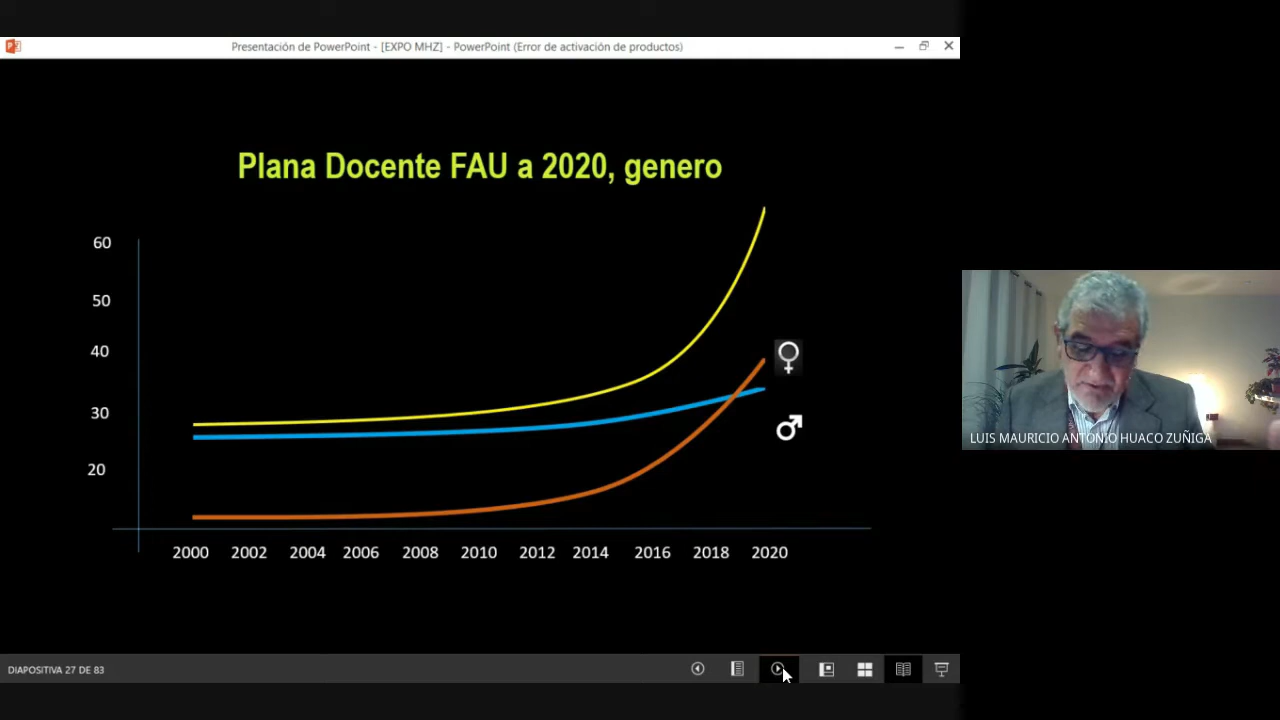 Presentación de PowerPoint - [EXPO MHZ] - PowerPoint (Error de activación de productos)
Plana Docente FAU a 2020, genero
60
50
40
30
20
2000 2002 2004 2006 2008 2010 2012 2014 2016 2018 2020
LUIS MAURICIO ANTONIO HUACO ZUÑIGA
DIAPOSITIVA 27 DE 83